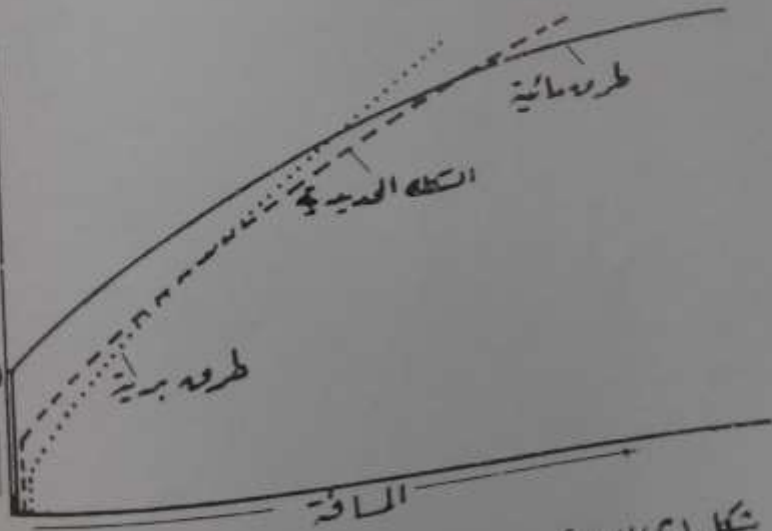 طرق مائية
السكك الحديدية
طرق برية
المسافة
شكل